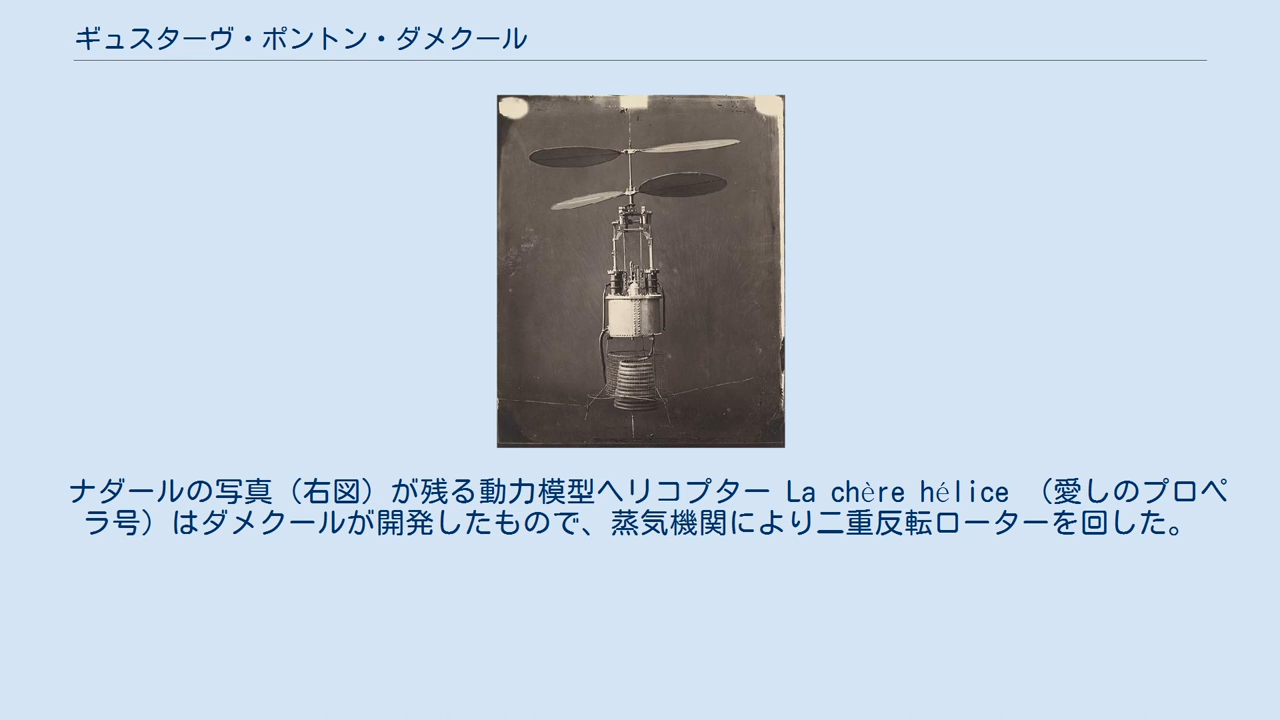 ギュスターヴ・ポントン・ダメクール
ナダールの写真（右図）が残る動力模型ヘリコプター La chère hélice （愛しのプロペ
ラ号）はダメクールが開発したもので、蒸気機関により二重反転ローターを回した。